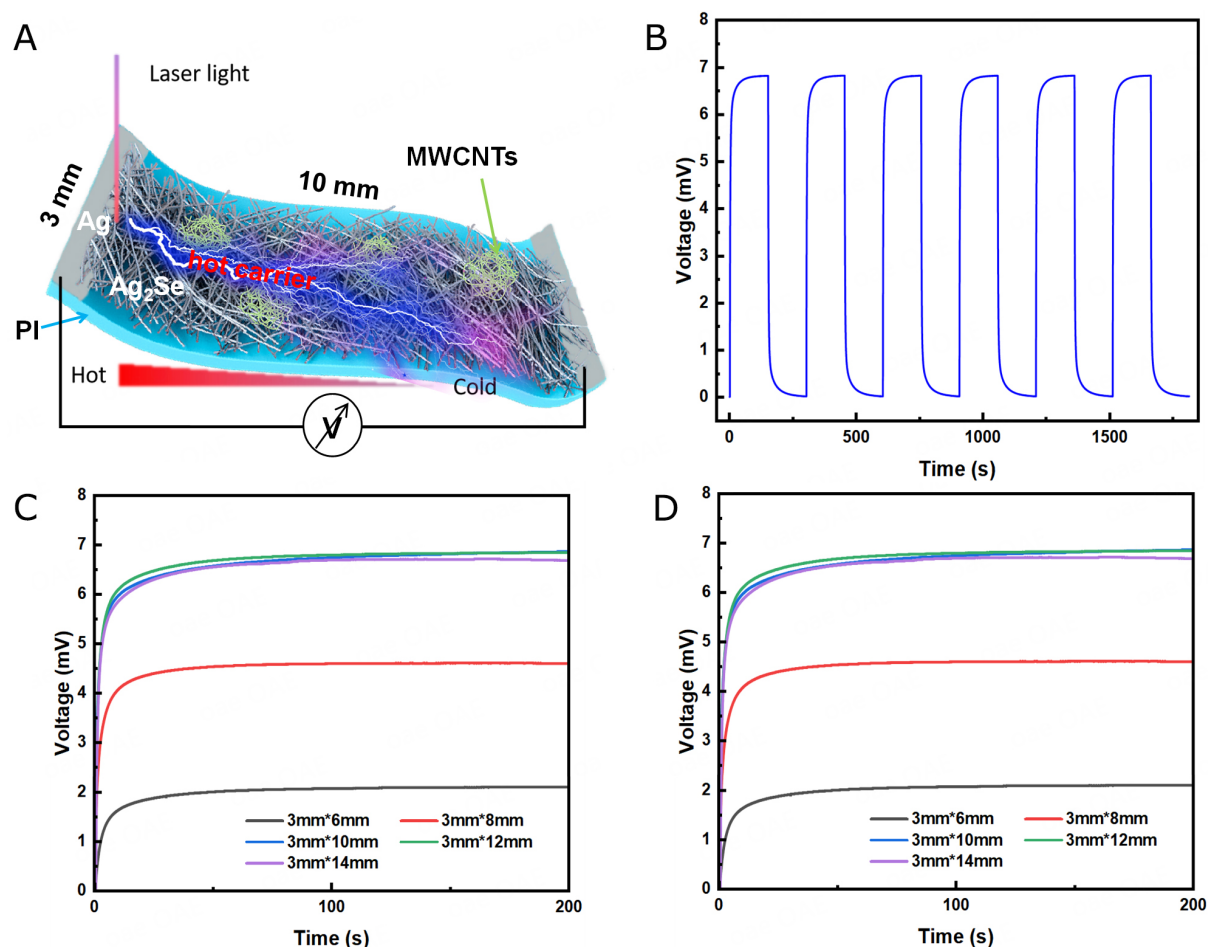 A
Laser light
MWCNTs
10 mm
3 mm
Ag
hot carrier
Ag₂Se
PI
Hot
Cold
V
B
Voltage (mV)
8
7
6
5
4
3
2
1
0
0 500 1000 1500
Time (s)
C
Voltage (mV)
8
7
6
5
4
3
2
1
0
3mm*6mm 3mm*8mm
3mm*10mm 3mm*12mm
3mm*14mm
0 100 200
Time (s)
D
Voltage (mV)
8
7
6
5
4
3
2
1
0
3mm*6mm 3mm*8mm
3mm*10mm 3mm*12mm
3mm*14mm
0 100 200
Time (s)